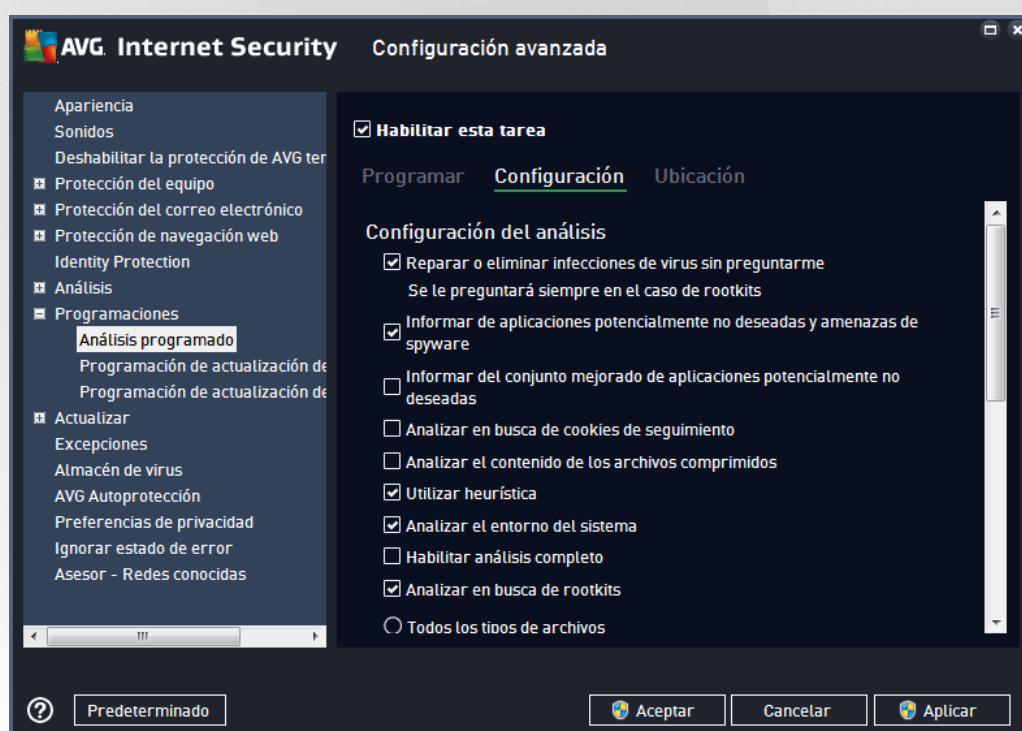 AVG. Internet Security
Configuración avanzada
Apariencia
Sonidos
Deshabilitar la protección de AVG ter
Protección del equipo
Protección del correo electrónico
Protección de navegación web
Identity Protection
Análisis
Programaciones
Análisis programado
Programación de actualización de
Programación de actualización de
Actualizar
Excepciones
Almacén de virus
AVG Autoprotección
Preferencias de privacidad
Ignorar estado de error
Asesor - Redes conocidas
Habilitar esta tarea
Programar Configuración Ubicación
Configuración del análisis
Reparar o eliminar infecciones de virus sin preguntarme
Se le preguntará siempre en el caso de rootkits
Informar de aplicaciones potencialmente no deseadas y amenazas de
spyware
Informar del conjunto mejorado de aplicaciones potencialmente no
deseadas
Analizar en busca de cookies de seguimiento
Analizar el contenido de los archivos comprimidos
Utilizar heurística
Analizar el entorno del sistema
Habilitar análisis completo
Analizar en busca de rootkits
Todos los tipos de archivos
Predeterminado
Aceptar
Cancelar
Aplicar